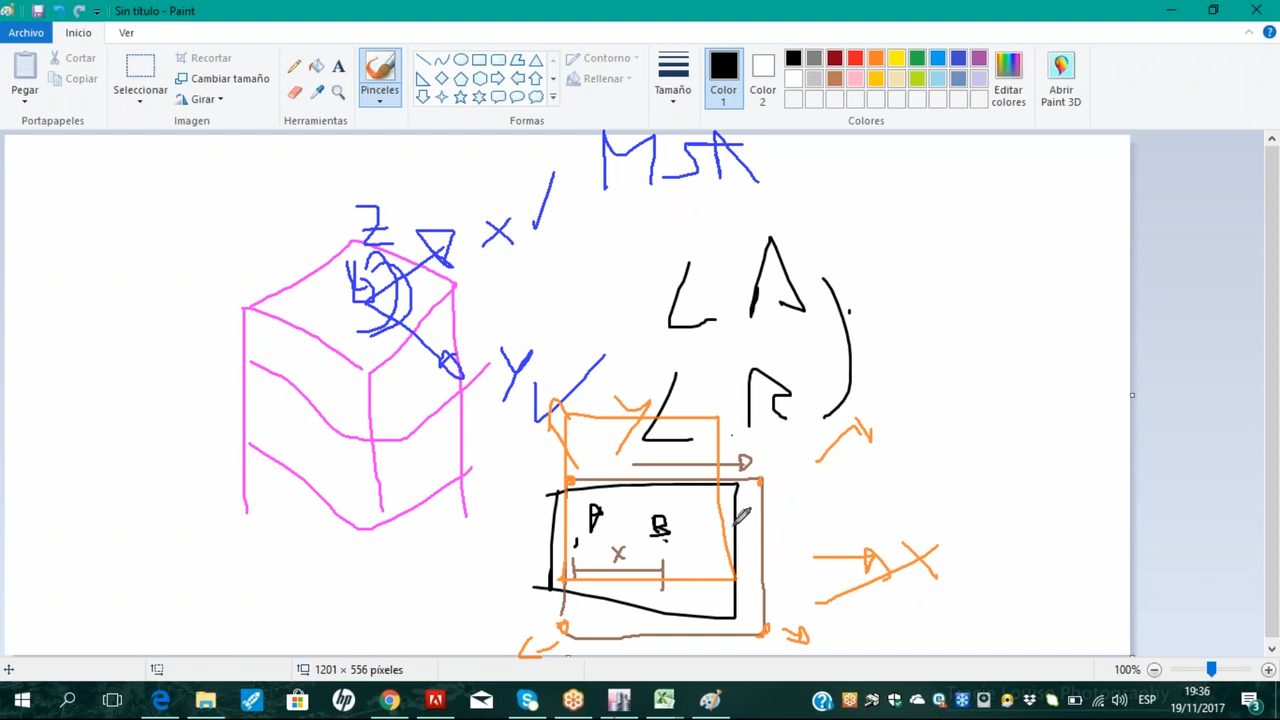 Sin título - Paint
Archivo Inicio Ver
Pegar
Cortar
Copiar
Portapapeles
Seleccionar
Recortar
Cambiar tamaño
Girar
Imagen
A
Herramientas
Pinceles
Contorno
Rellenar
Formas
Tamaño
Color 1
Color 2
Editar colores
Abrir Paint 3D
Colores
MSA
Z
X
Y
L A
L R
B
X
X
1201 × 556 píxeles
100%
ESP
19:36
19/11/2017
3